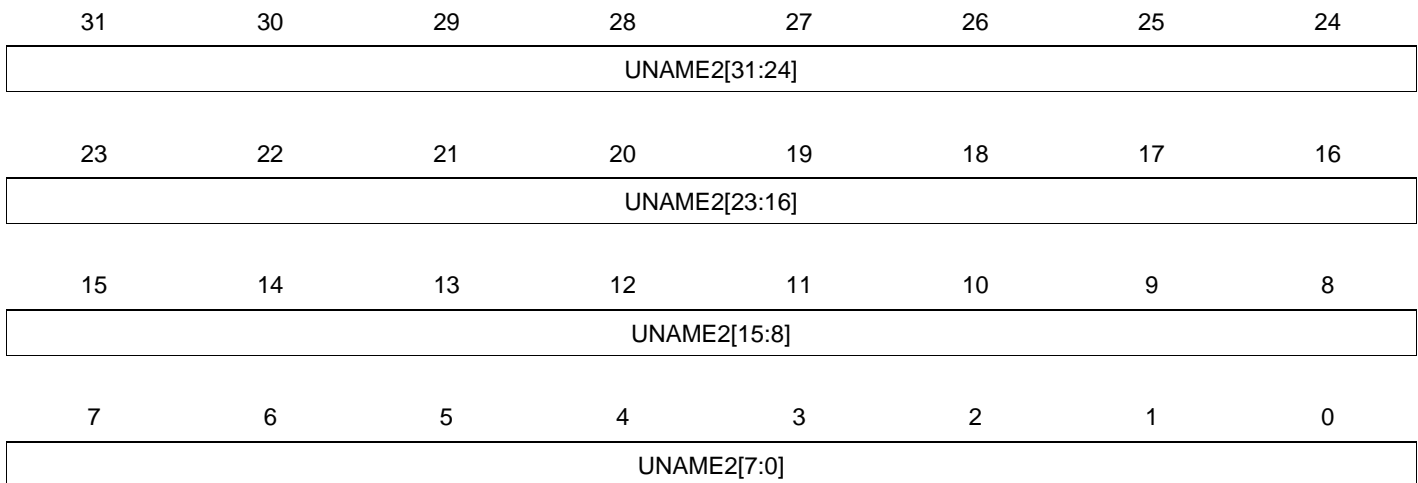 31 30 29 28 27 26 25 24
UNAME2[31:24]
23 22 21 20 19 18 17 16
UNAME2[23:16]
15 14 13 12 11 10 9 8
UNAME2[15:8]
7 6 5 4 3 2 1 0
UNAME2[7:0]